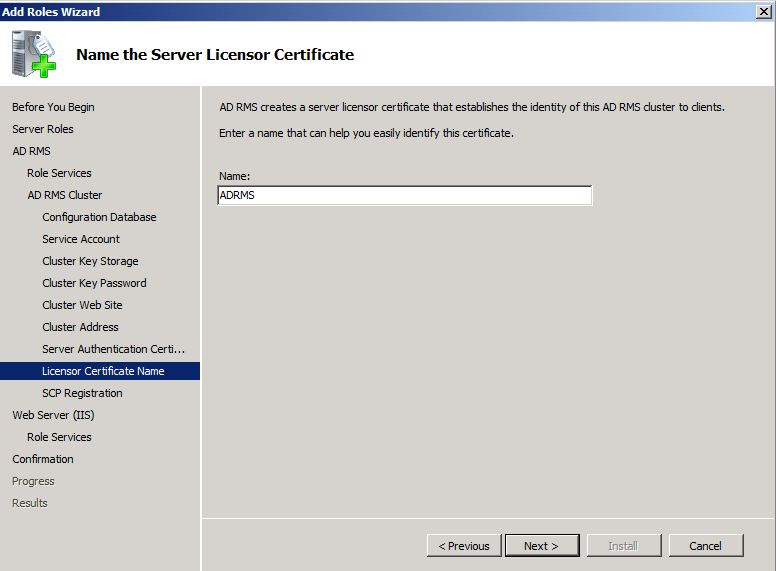 Add Roles Wizard
Name the Server Licensor Certificate
Before You Begin
Server Roles
AD RMS
Role Services
AD RMS Cluster
Configuration Database
Service Account
Cluster Key Storage
Cluster Key Password
Cluster Web Site
Cluster Address
Server Authentication Certi...
Licensor Certificate Name
SCP Registration
Web Server (IIS)
Role Services
Confirmation
Progress
Results
AD RMS creates a server licensor certificate that establishes the identity of this AD RMS cluster to clients.
Enter a name that can help you easily identify this certificate.
Name:
ADRMS
< Previous
Next >
Install
Cancel